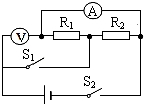 A
V R₁ R₂
S₁
S₂